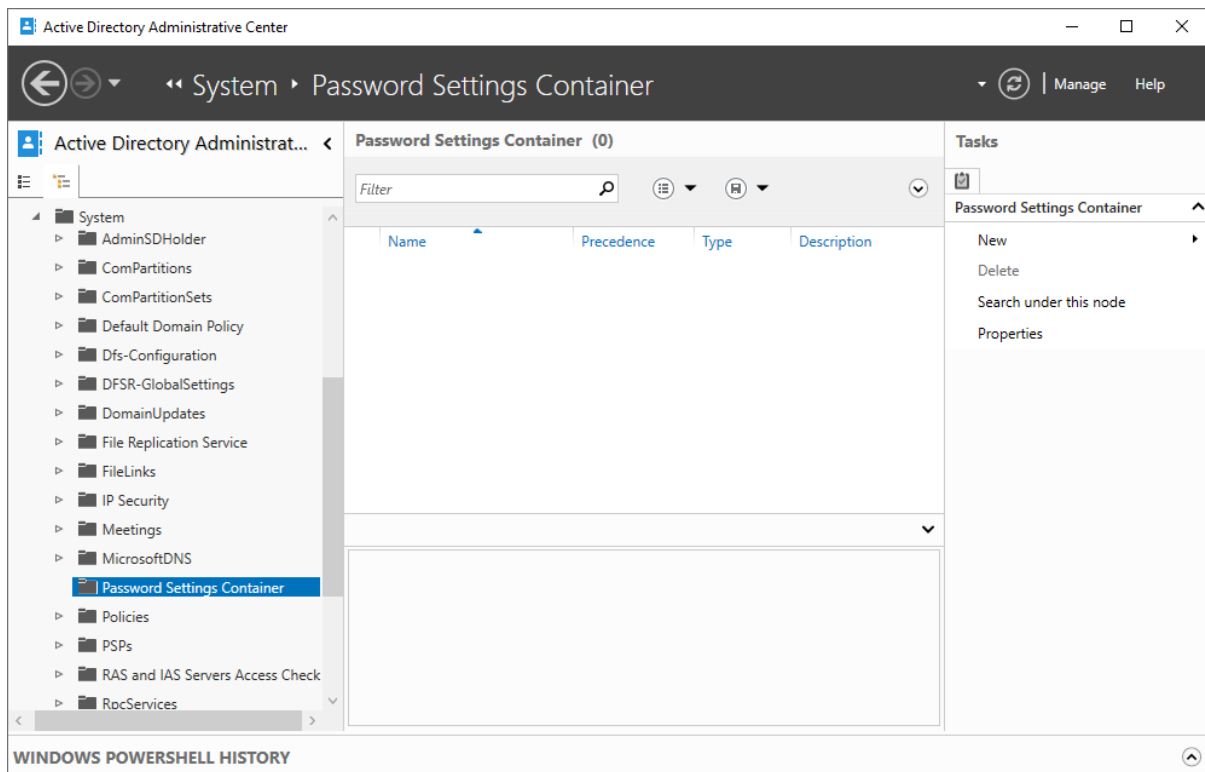 Active Directory Administrative Center
System Password Settings Container
Manage Help
Active Directory Administrat...
System
AdminSDHolder
ComPartitions
ComPartitionSets
Default Domain Policy
Dfs-Configuration
DFSR-GlobalSettings
DomainUpdates
File Replication Service
FileLinks
IP Security
Meetings
MicrosoftDNS
Password Settings Container
Policies
PSPs
RAS and IAS Servers Access Check
RpcServices
Password Settings Container (0)
Filter
Name Precedence Type Description
Tasks
Password Settings Container
New
Delete
Search under this node
Properties
WINDOWS POWERSHELL HISTORY